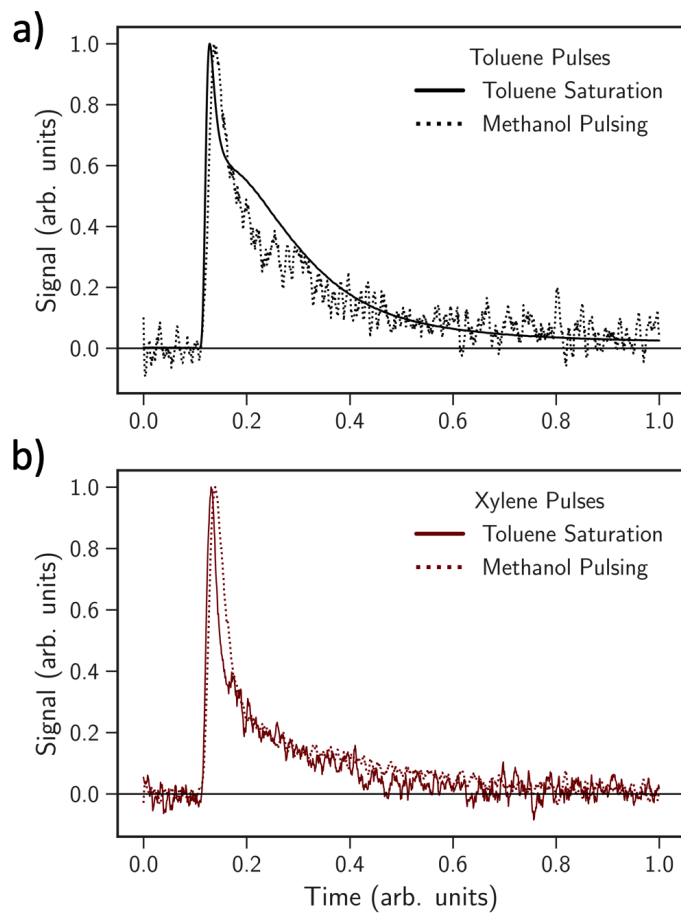 a)
Toluene Pulses
Toluene Saturation
Methanol Pulsing
Signal (arb. units)
1.0
0.8
0.6
0.4
0.2
0.0
0.0 0.2 0.4 0.6 0.8 1.0
b)
Xylene Pulses
Toluene Saturation
Methanol Pulsing
Signal (arb. units)
1.0
0.8
0.6
0.4
0.2
0.0
0.0 0.2 0.4 0.6 0.8 1.0
Time (arb. units)